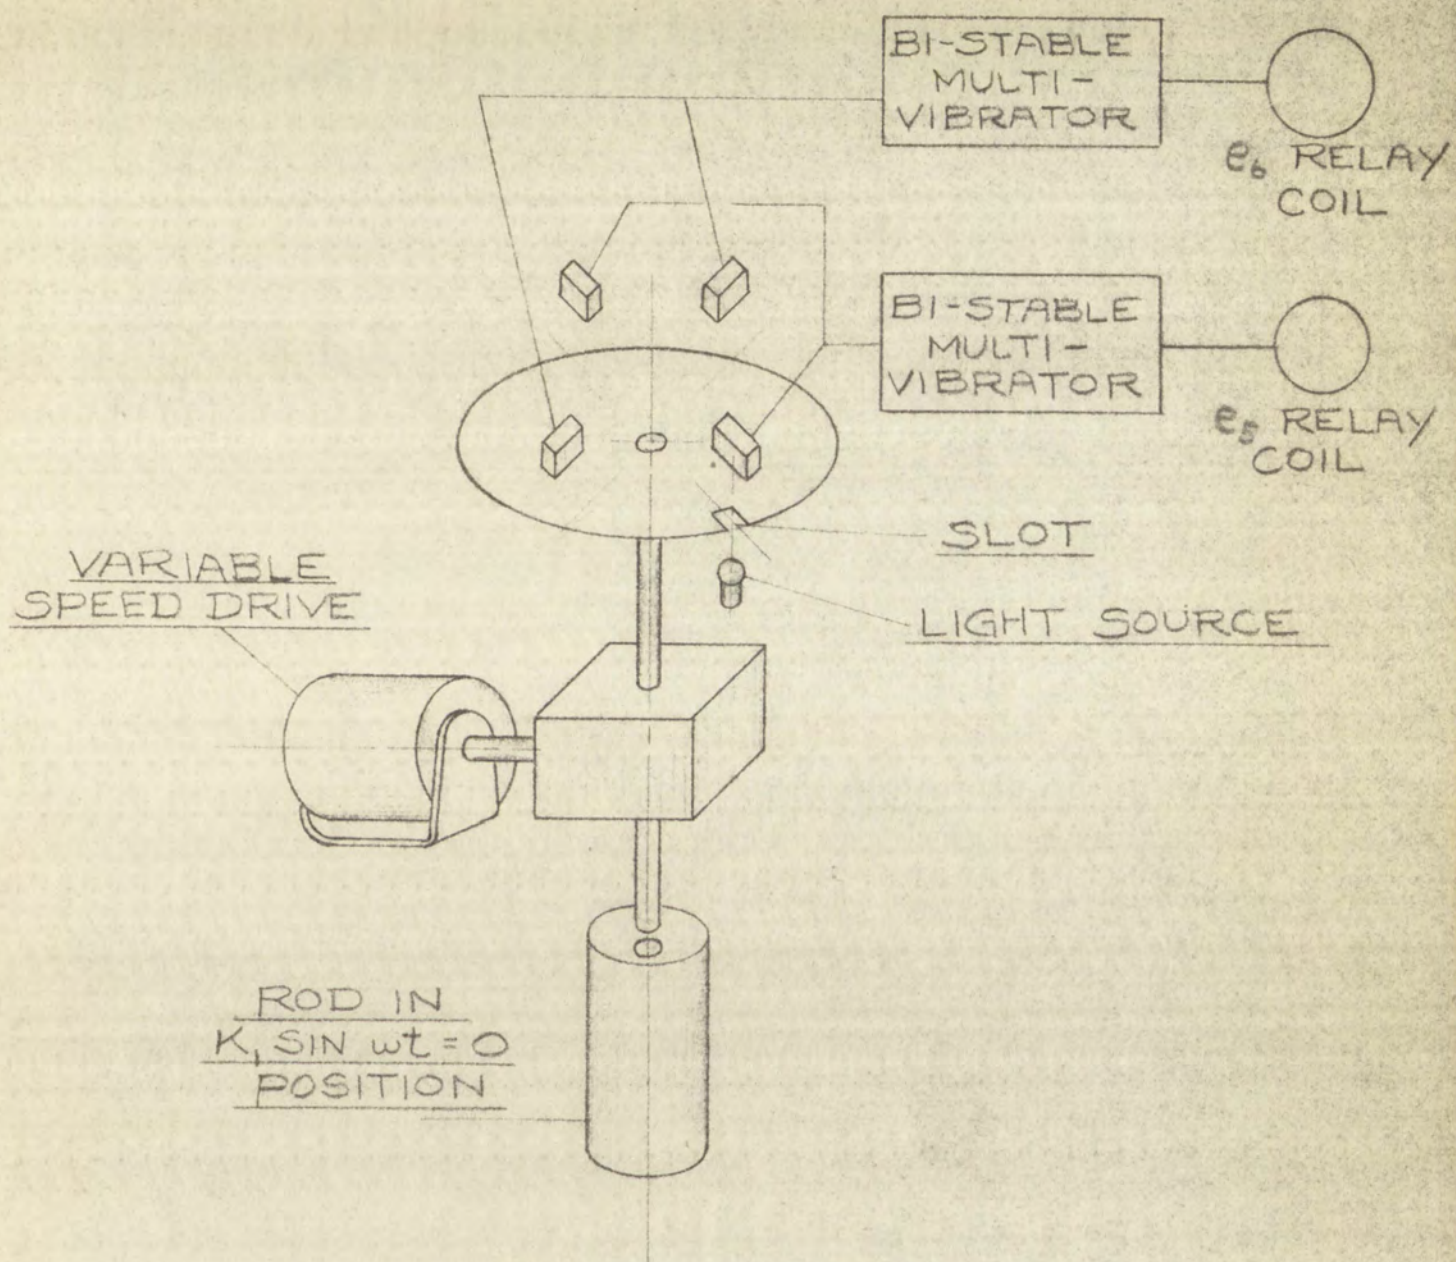 BI-STABLE
MULTI-
VIBRATOR
e₆ RELAY
COIL
BI-STABLE
MULTI-
VIBRATOR
e₅ RELAY
COIL
SLOT
VARIABLE
SPEED DRIVE
LIGHT SOURCE
ROD IN
K₁ SIN ωt = 0
POSITION